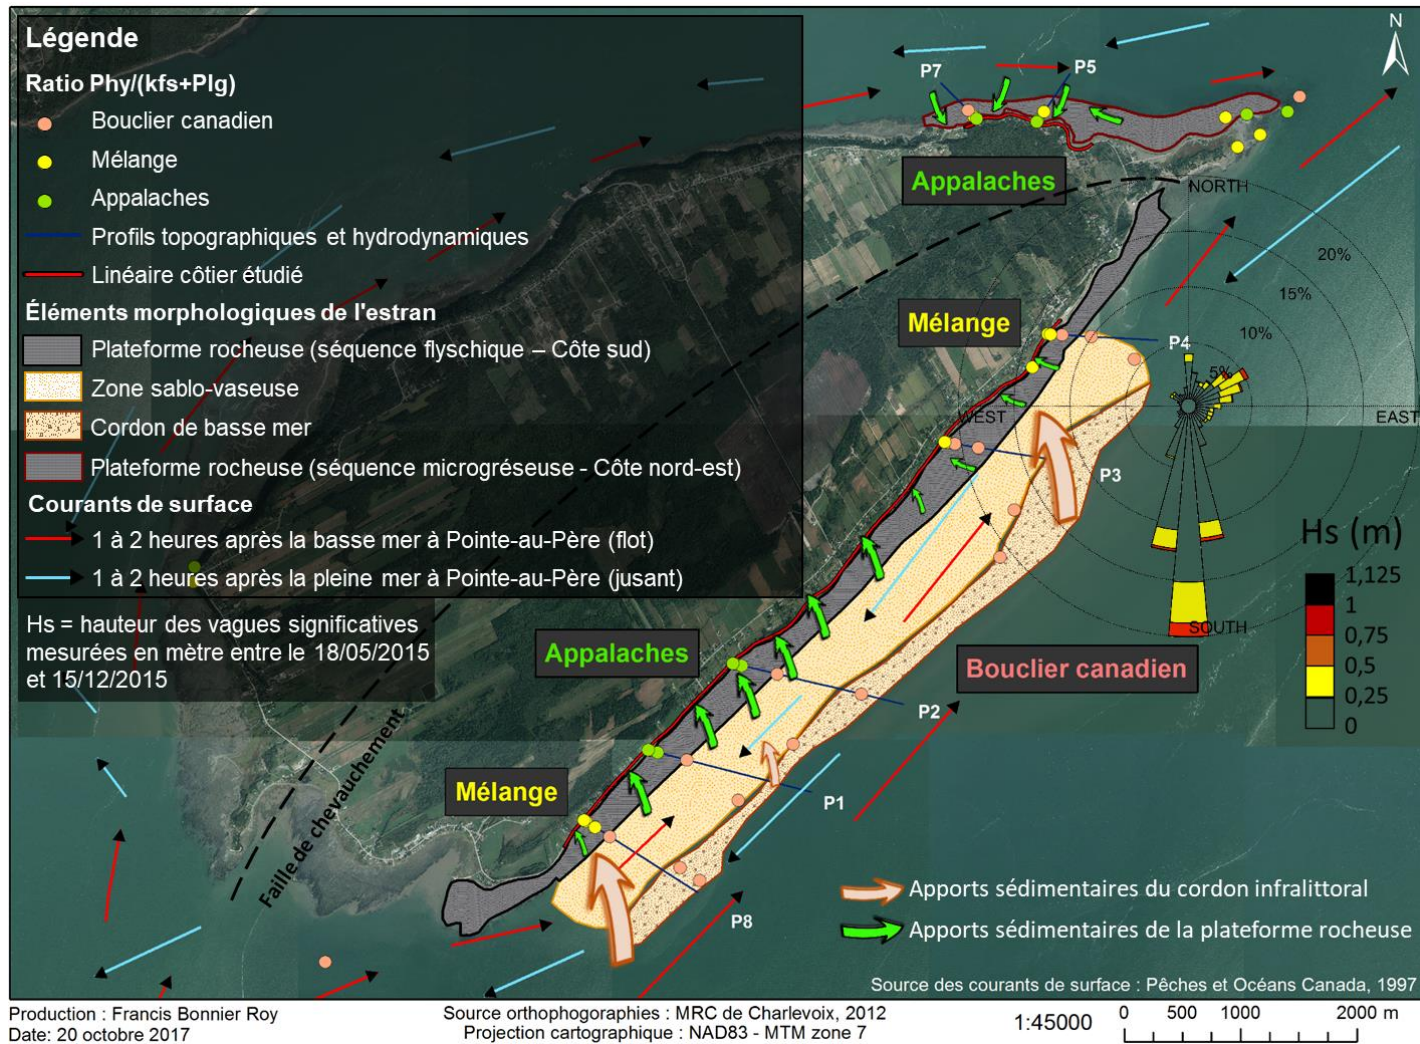 Légende
Ratio Phy/(kfs+Plg)
Bouclier canadien
Mélange
Appalaches
Profils topographiques et hydrodynamiques
Linéaire côtier étudié
Éléments morphologiques de l'estran
Plateforme rocheuse (séquence flyschique – Côte sud)
Zone sablo-vaseuse
Cordon de basse mer
Plateforme rocheuse (séquence microgréseuse - Côte nord-est)
Courants de surface
1 à 2 heures après la basse mer à Pointe-au-Père (flot)
1 à 2 heures après la pleine mer à Pointe-au-Père (jusant)
Hs = hauteur des vagues significatives
mesurées en mètre entre le 18/05/2015
et 15/12/2015
N
P7
P5
Appalaches
NORTH
20%
15%
10%
5%
Mélange
P4
WEST
EAST
P3
SOUTH
Hs (m)
1,125
1
0,75
0,5
0,25
0
Appalaches
Bouclier canadien
P2
Mélange
P1
Faille de chevauchement
P8
Apports sédimentaires du cordon infralittoral
Apports sédimentaires de la plateforme rocheuse
Source des courants de surface : Pêches et Océans Canada, 1997
Production : Francis Bonnier Roy
Date: 20 octobre 2017
Source orthophogoraphies : MRC de Charlevoix, 2012
Projection cartographique : NAD83 - MTM zone 7
1:45000
0 500 1000 2000 m